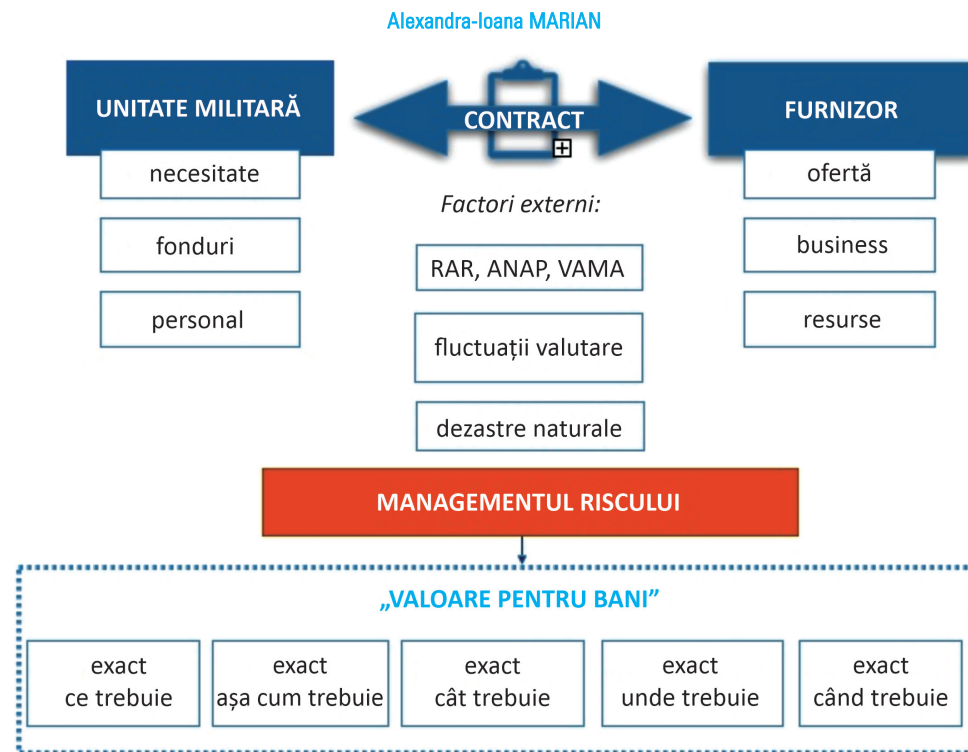 Alexandra-Ioana MARIAN
UNITATE MILITARĂ
necesitate
fonduri
personal
CONTRACT
Factori externi:
RAR, ANAP, VAMA
fluctuații valutare
dezastre naturale
FURNIZOR
ofertă
business
resurse
MANAGEMENTUL RISCULUI
„VALOARE PENTRU BANI”
exact
ce trebuie
exact
așa cum trebuie
exact
cât trebuie
exact
unde trebuie
exact
când trebuie